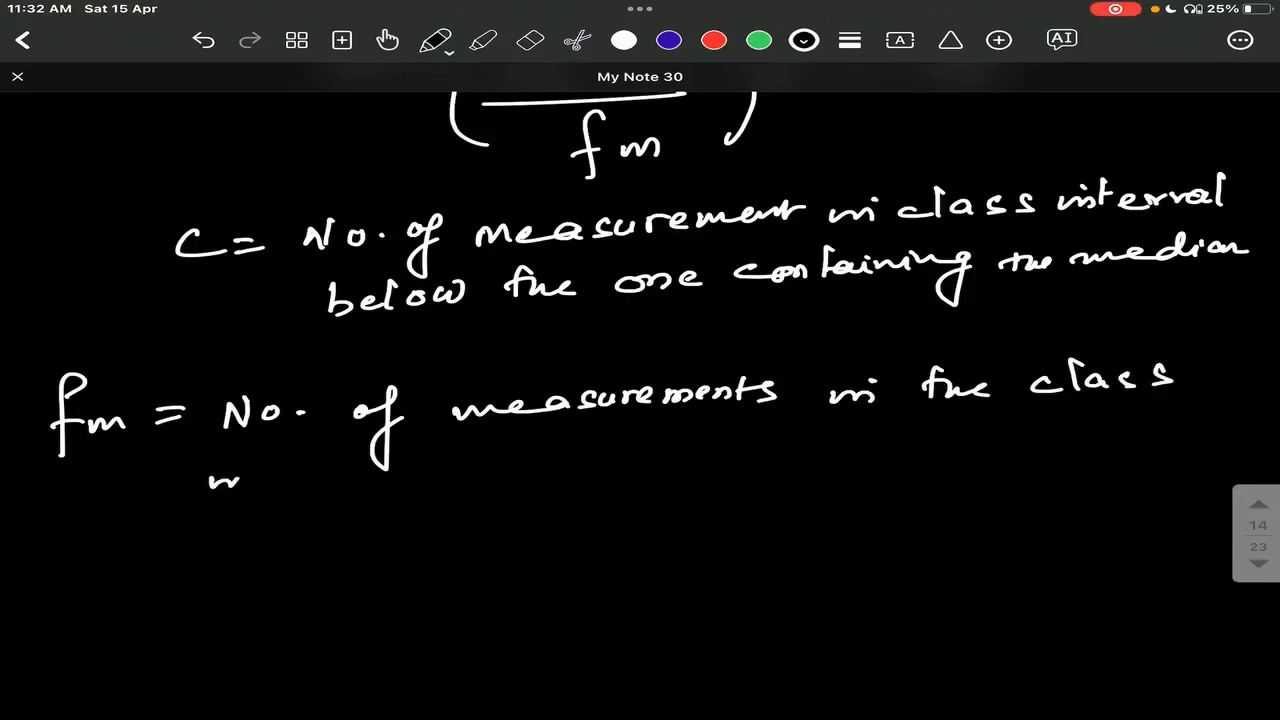 11:32 AM Sat 15 Apr
25%
AI
A
My Note 30
fm
C = No. of measurement in class interval
below the one containing the median
fm = No. of measurements in the class
14
23